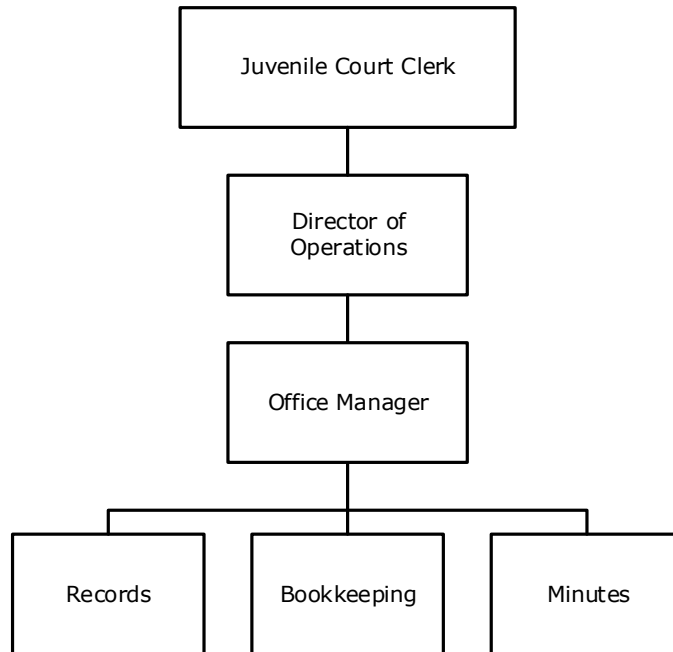 Juvenile Court Clerk
Director of
Operations
Office Manager
Records
Bookkeeping
Minutes